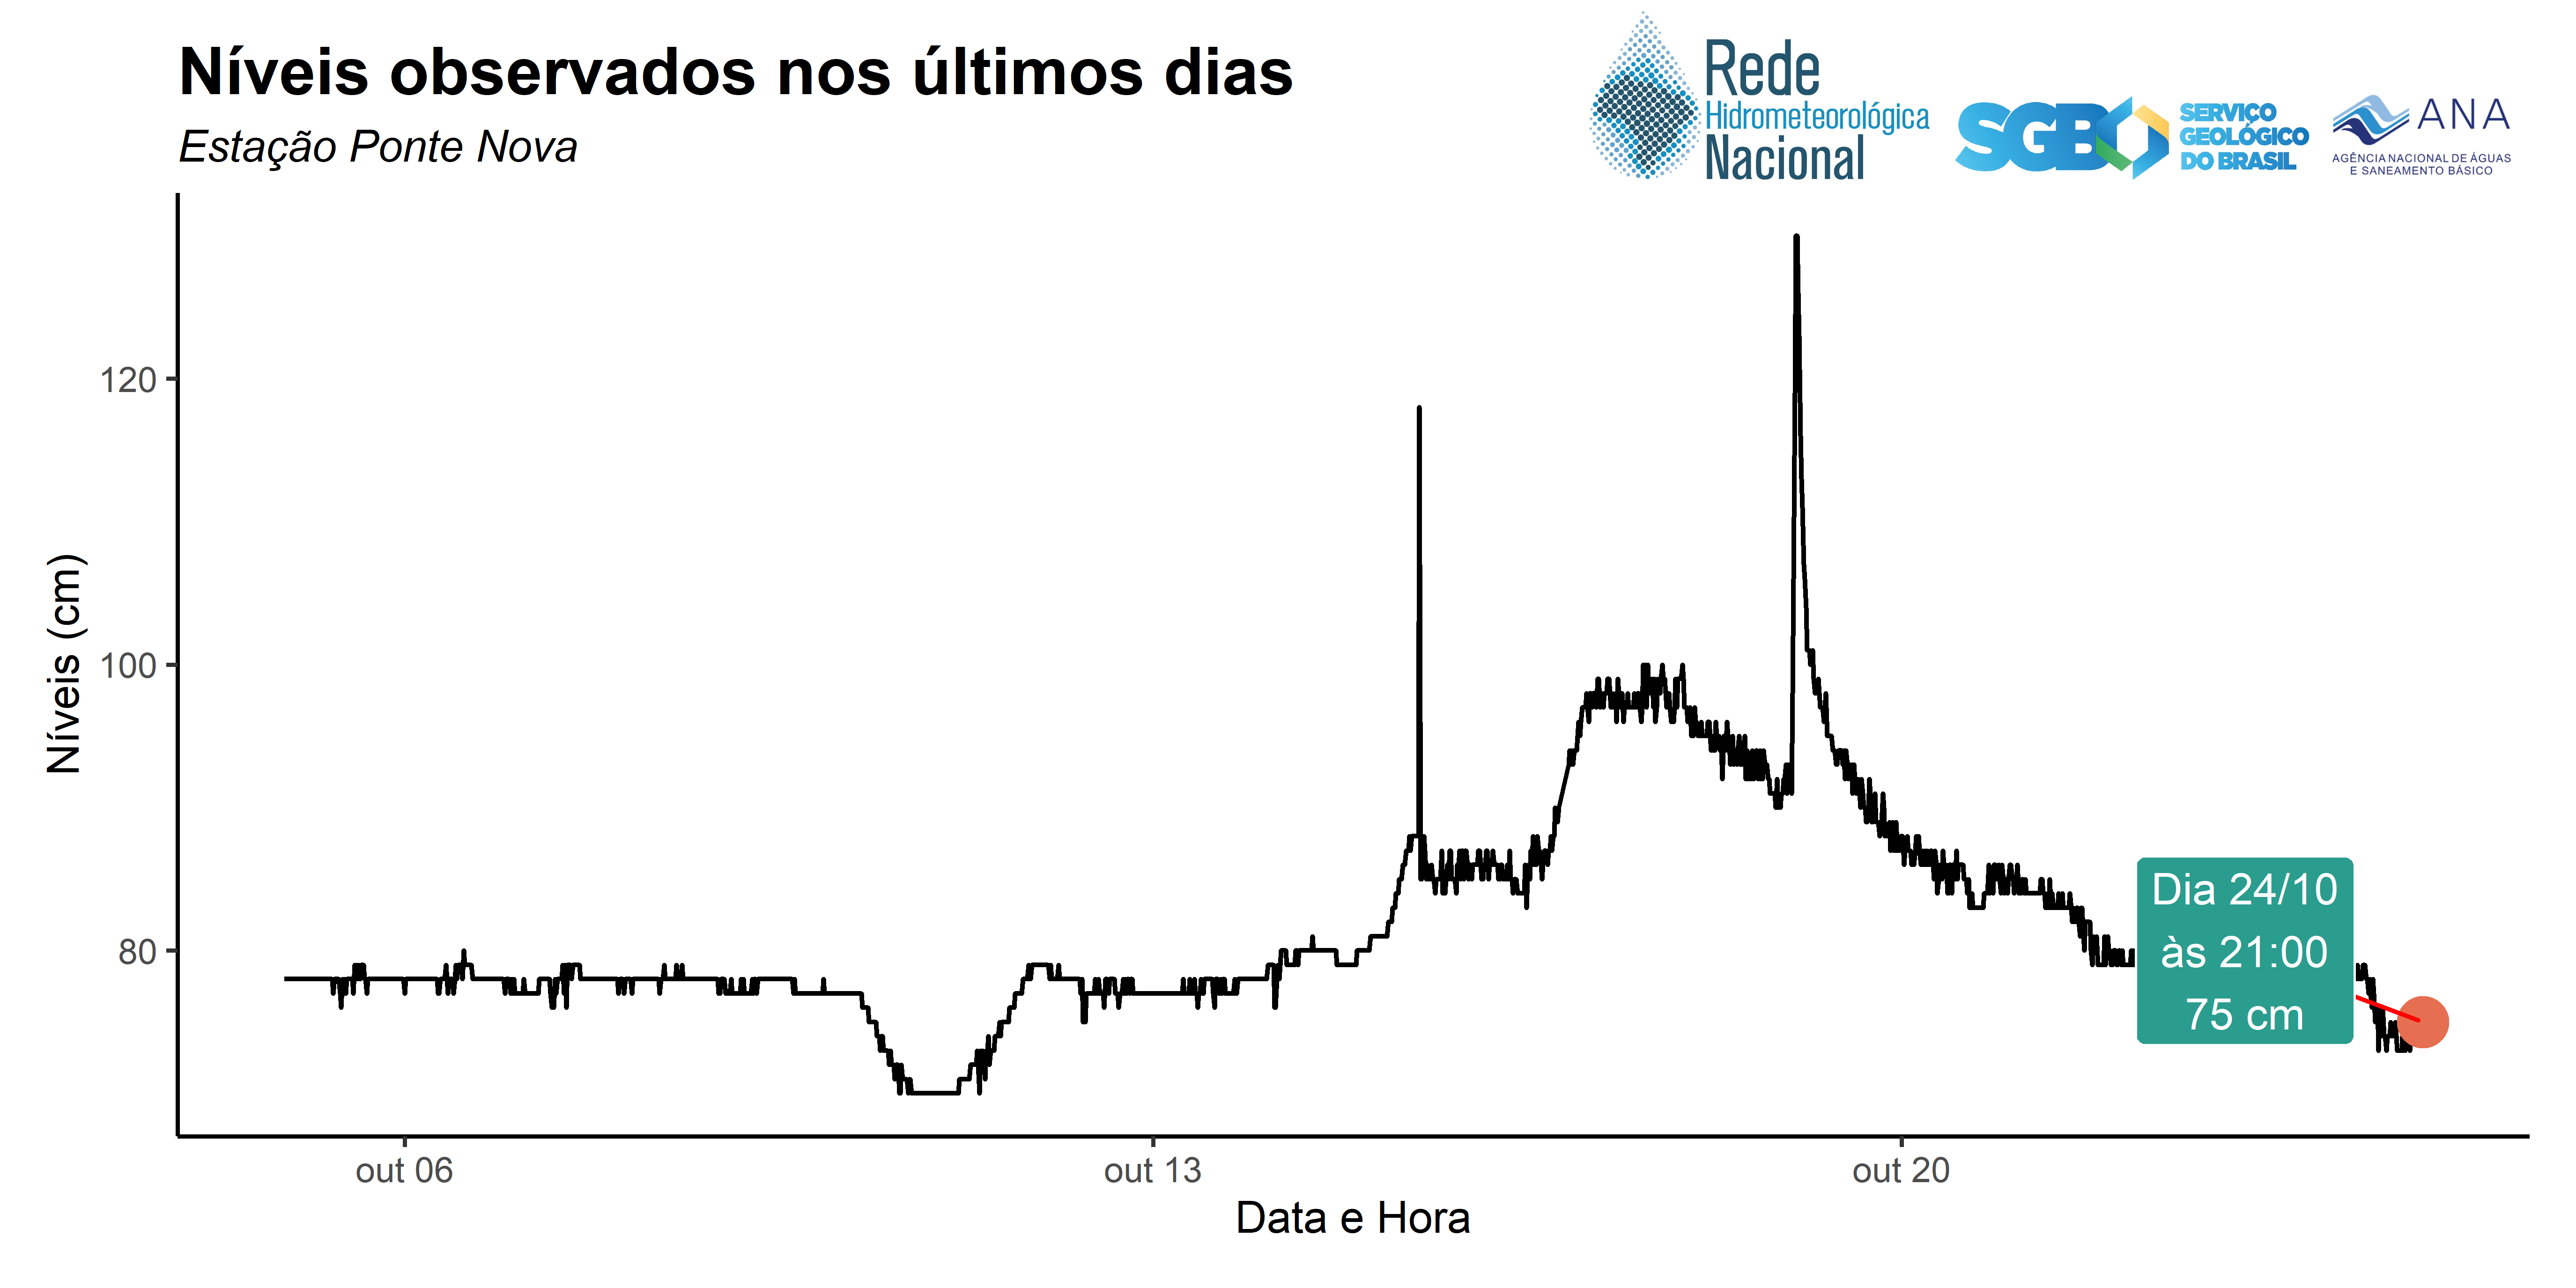 Níveis observados nos últimos dias
Estação Ponte Nova
Rede
Hidrometeorológica
Nacional
SGB
SERVIÇO
GEOLÓGICO
DO BRASIL
ANA
AGÊNCIA NACIONAL DE ÁGUAS
E SANEAMENTO BÁSICO
Níveis (cm)
120
100
80
Dia 24/10
às 21:00
75 cm
out 06
out 13
out 20
Data e Hora